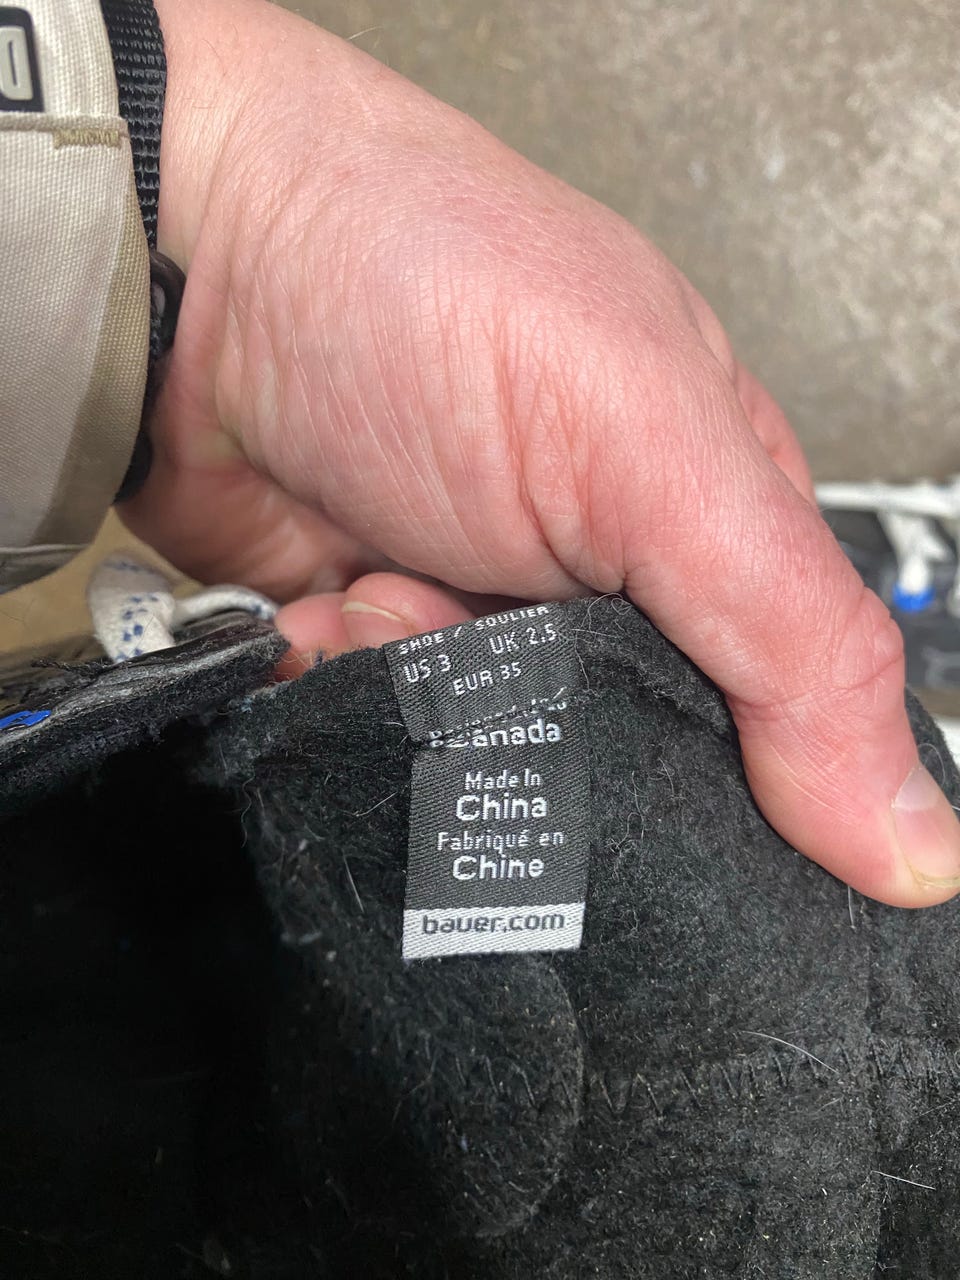 SHOE / SOULIER
US 3 UK 2.5
EUR 35
Canada
Made In
China
Fabriqué en
Chine
bauer.com